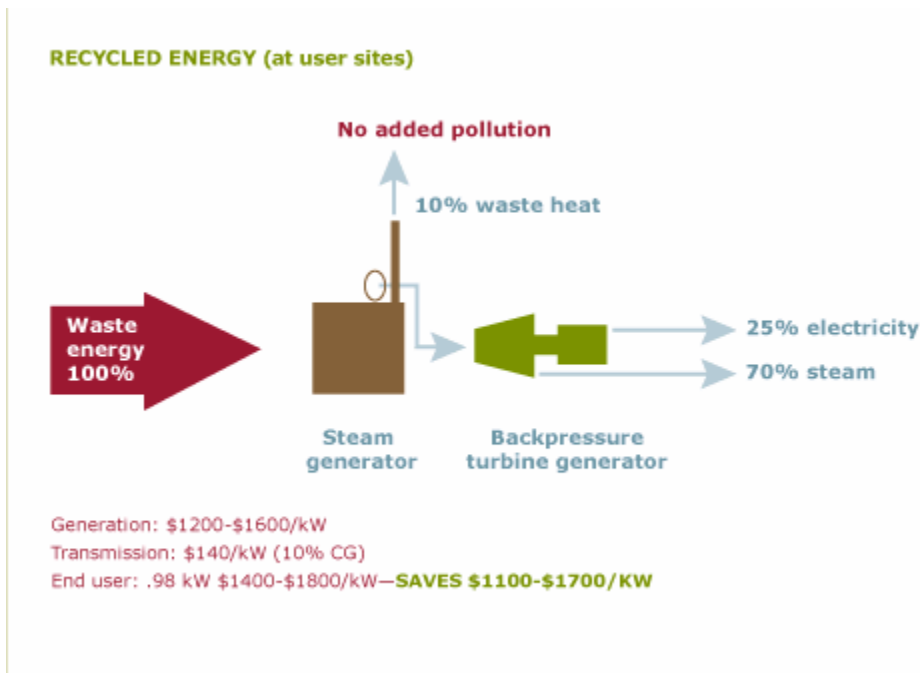 RECYCLED ENERGY (at user sites)
No added pollution
10% waste heat
Waste
energy
100%
25% electricity
70% steam
Steam
generator
Backpressure
turbine generator
Generation: $1200-$1600/kW
Transmission: $140/kW (10% CG)
End user: .98 kW $1400-$1800/kW—SAVES $1100-$1700/KW